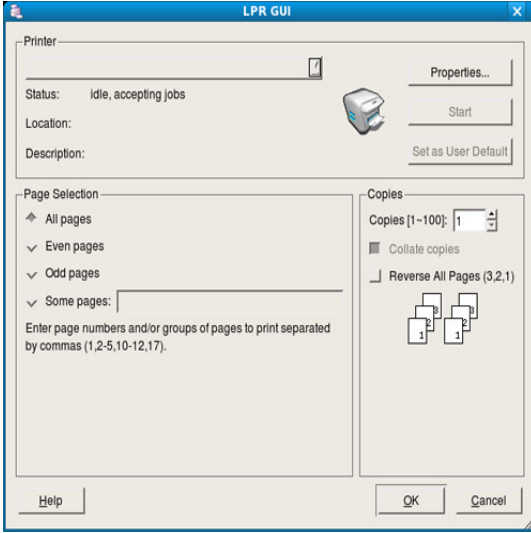 LPR GUI
Printer
Properties...
Status: idle, accepting jobs
Start
Location:
Description:
Set as User Default
Page Selection
All pages
Even pages
Odd pages
Some pages:
Enter page numbers and/or groups of pages to print separated
by commas (1,2-5,10-12,17).
Copies
Copies [1~100]: 1
Collate copies
Reverse All Pages (3,2,1)
3 3
2 2
1 1
Help
OK
Cancel